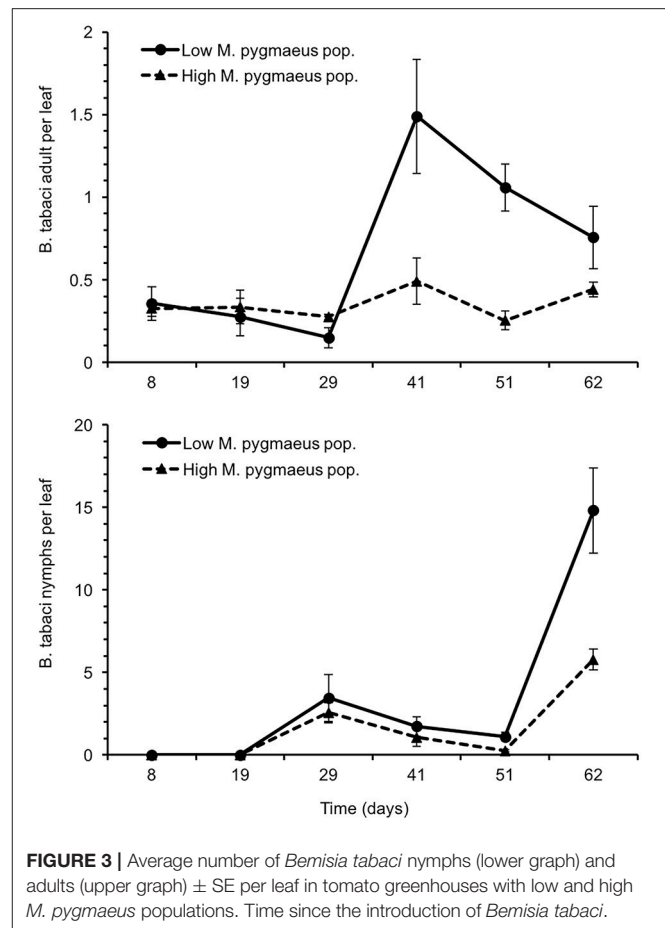 2
1.5
1
0.5
0
B. tabaci adult per leaf
Low M. pygmaeus pop.
High M. pygmaeus pop.
8 19 29 41 51 62
20
15
10
5
0
B. tabaci nymphs per leaf
Low M. pygmaeus pop.
High M. pygmaeus pop.
8 19 29 41 51 62
Time (days)
FIGURE 3 | Average number of Bemisia tabaci nymphs (lower graph) and
adults (upper graph) ± SE per leaf in tomato greenhouses with low and high
M. pygmaeus populations. Time since the introduction of Bemisia tabaci.